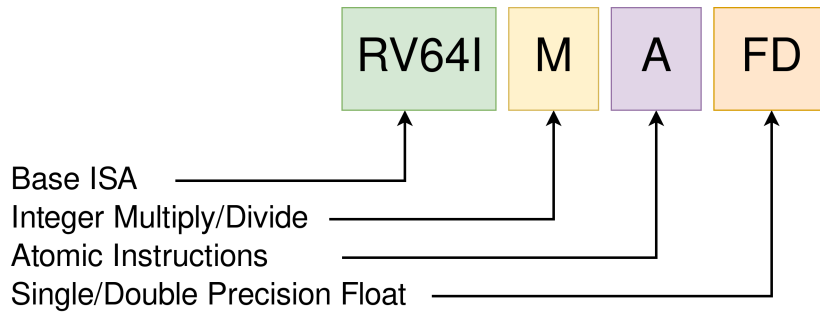 RV64I M A FD
Base ISA
Integer Multiply/Divide
Atomic Instructions
Single/Double Precision Float